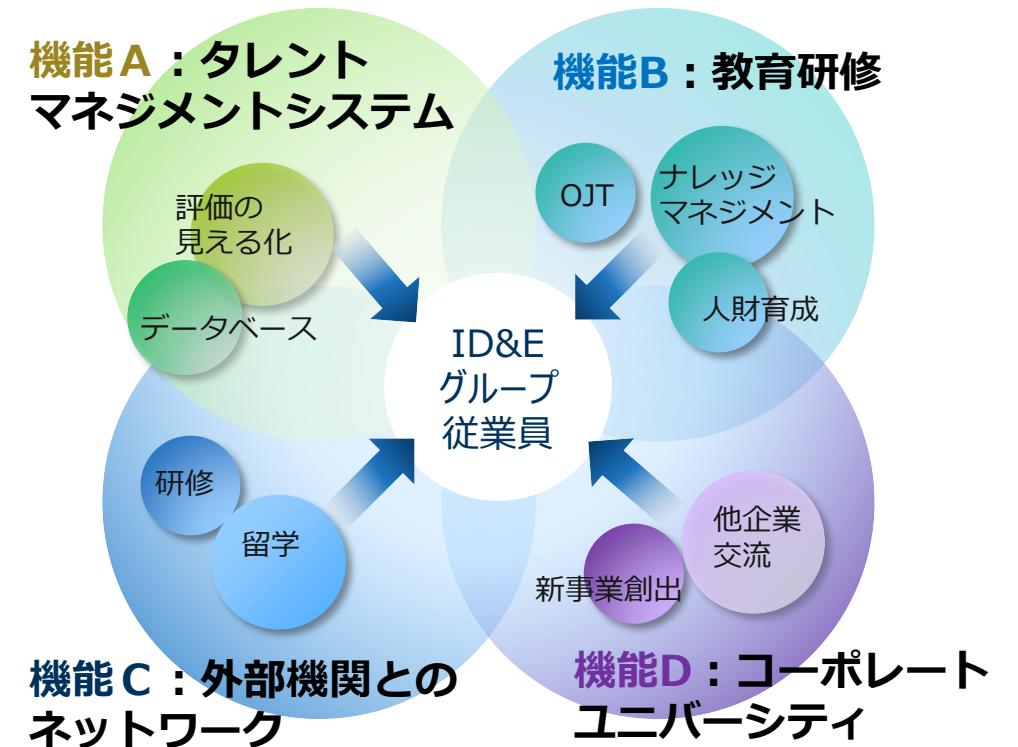 機能A：タレント
マネジメントシステム
評価の
見える化
データベース
機能B：教育研修
OJT
ナレッジ
マネジメント
人財育成
ID&E
グループ
従業員
研修
留学
機能C：外部機関との
ネットワーク
他企業
交流
新事業創出
機能D：コーポレート
ユニバーシティ